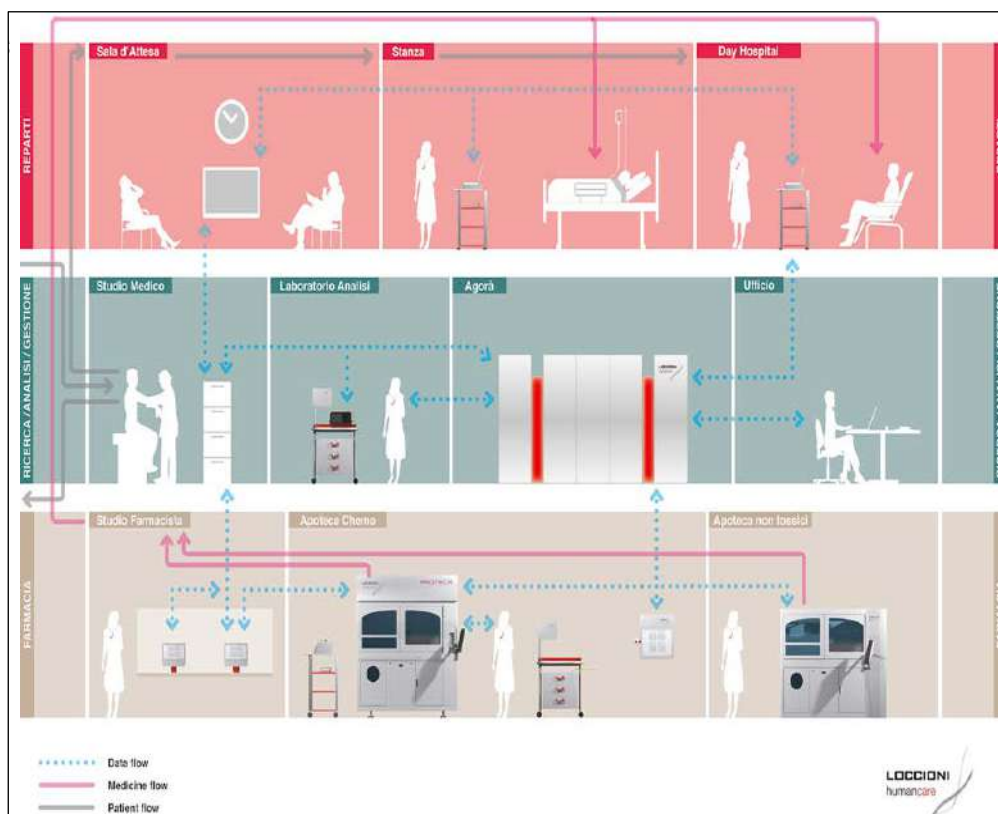 Sala d'Attesa
Stanza
Day Hospital
REPARTI
Studio Medico
Laboratorio Analisi
Agorà
Ufficio
RICERCA / ANALISI / GESTIONE
Studio Farmacista
Apoteca Chemo
Apoteca non tossici
FARMACIA
Data flow
Medicine flow
Patient flow
LOCCIONI
humancare